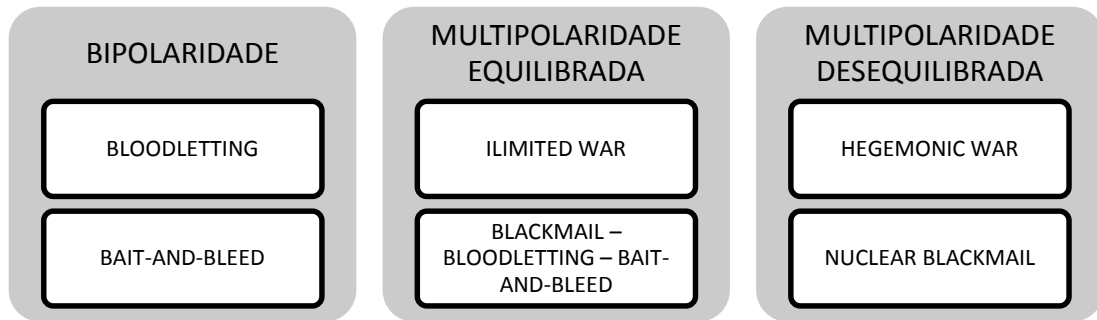 BIPOLARIDADE
BLOODLETTING
BAIT-AND-BLEED
MULTIPOLARIDADE
EQUILIBRADA
ILIMITED WAR
BLACKMAIL –
BLOODLETTING – BAIT-
AND-BLEED
MULTIPOLARIDADE
DESEQUILIBRADA
HEGEMONIC WAR
NUCLEAR BLACKMAIL